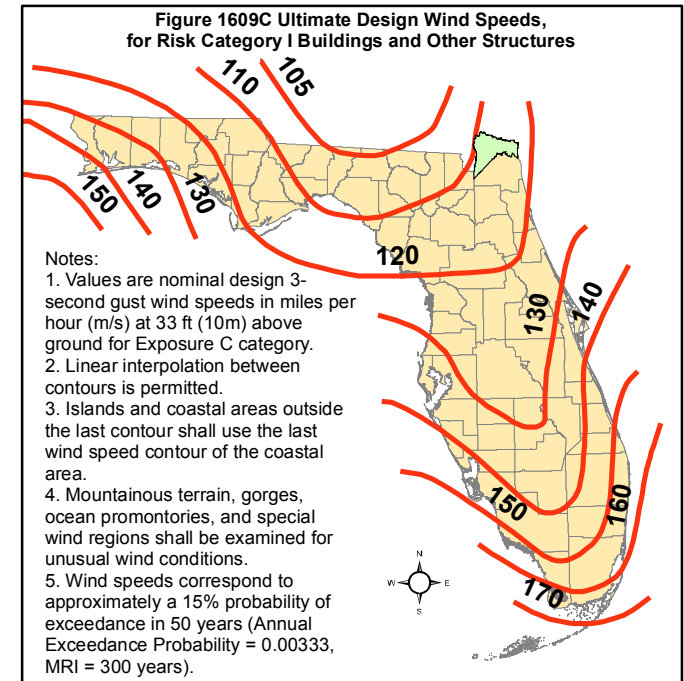 Figure 1609C Ultimate Design Wind Speeds,
for Risk Category I Buildings and Other Structures
105
110
150
140
130
120
130
140
Notes:
1. Values are nominal design 3-
second gust wind speeds in miles per
hour (m/s) at 33 ft (10m) above
ground for Exposure C category.
2. Linear interpolation between
contours is permitted.
3. Islands and coastal areas outside
the last contour shall use the last
wind speed contour of the coastal
area.
4. Mountainous terrain, gorges,
ocean promontories, and special
wind regions shall be examined for
unusual wind conditions.
5. Wind speeds correspond to
approximately a 15% probability of
exceedance in 50 years (Annual
Exceedance Probability = 0.00333,
MRI = 300 years).
150
160
170
N
W
E
S